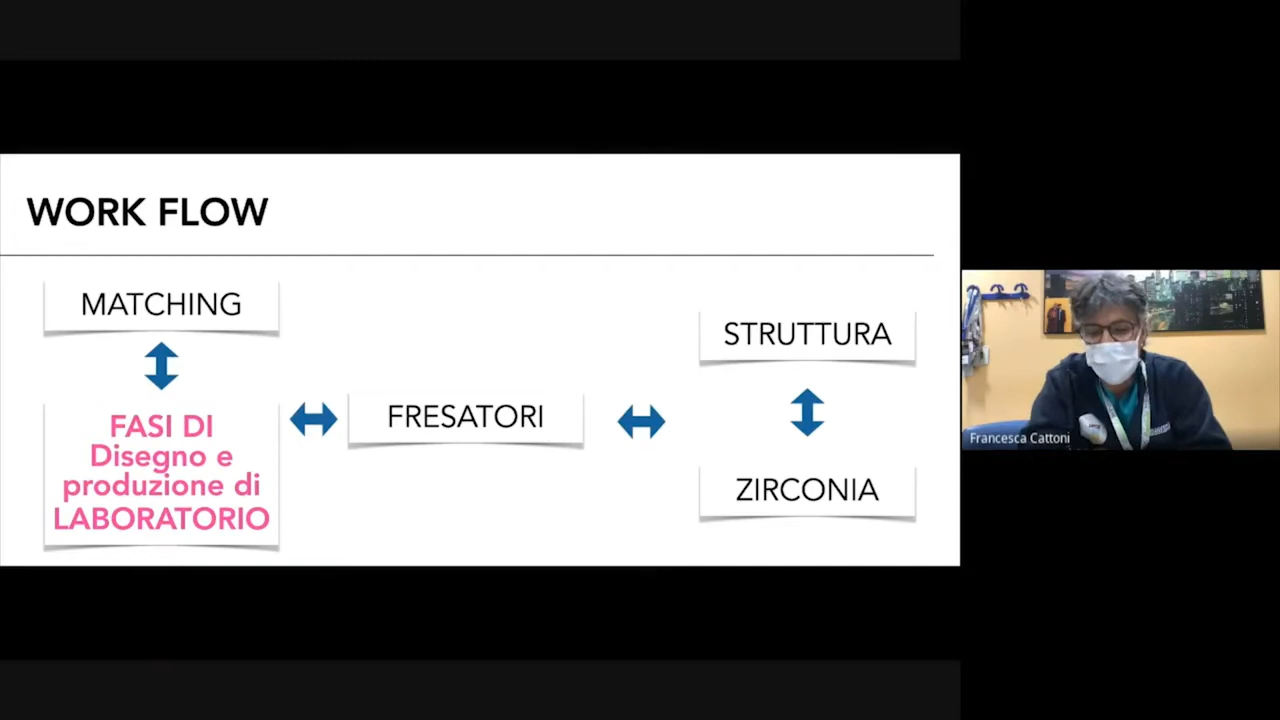 WORK FLOW
MATCHING
FASI DI
Disegno e
produzione di
LABORATORIO
FRESATORI
STRUTTURA
ZIRCONIA
Francesca Cattoni